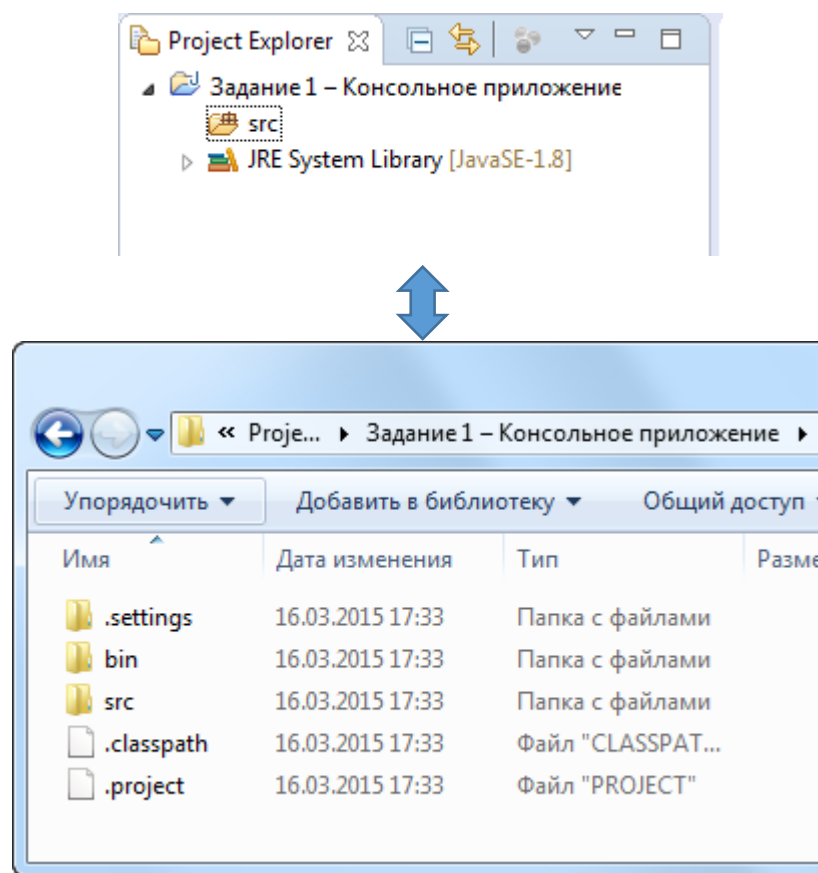 Project Explorer
Задание 1 – Консольное приложение
src
JRE System Library [JavaSE-1.8]
« Proje... Задание 1 – Консольное приложение
Упорядочить Добавить в библиотеку Общий доступ
Имя Дата изменения Тип Разме
.settings 16.03.2015 17:33 Папка с файлами
bin 16.03.2015 17:33 Папка с файлами
src 16.03.2015 17:33 Папка с файлами
.classpath 16.03.2015 17:33 Файл "CLASSPAT...
.project 16.03.2015 17:33 Файл "PROJECT"